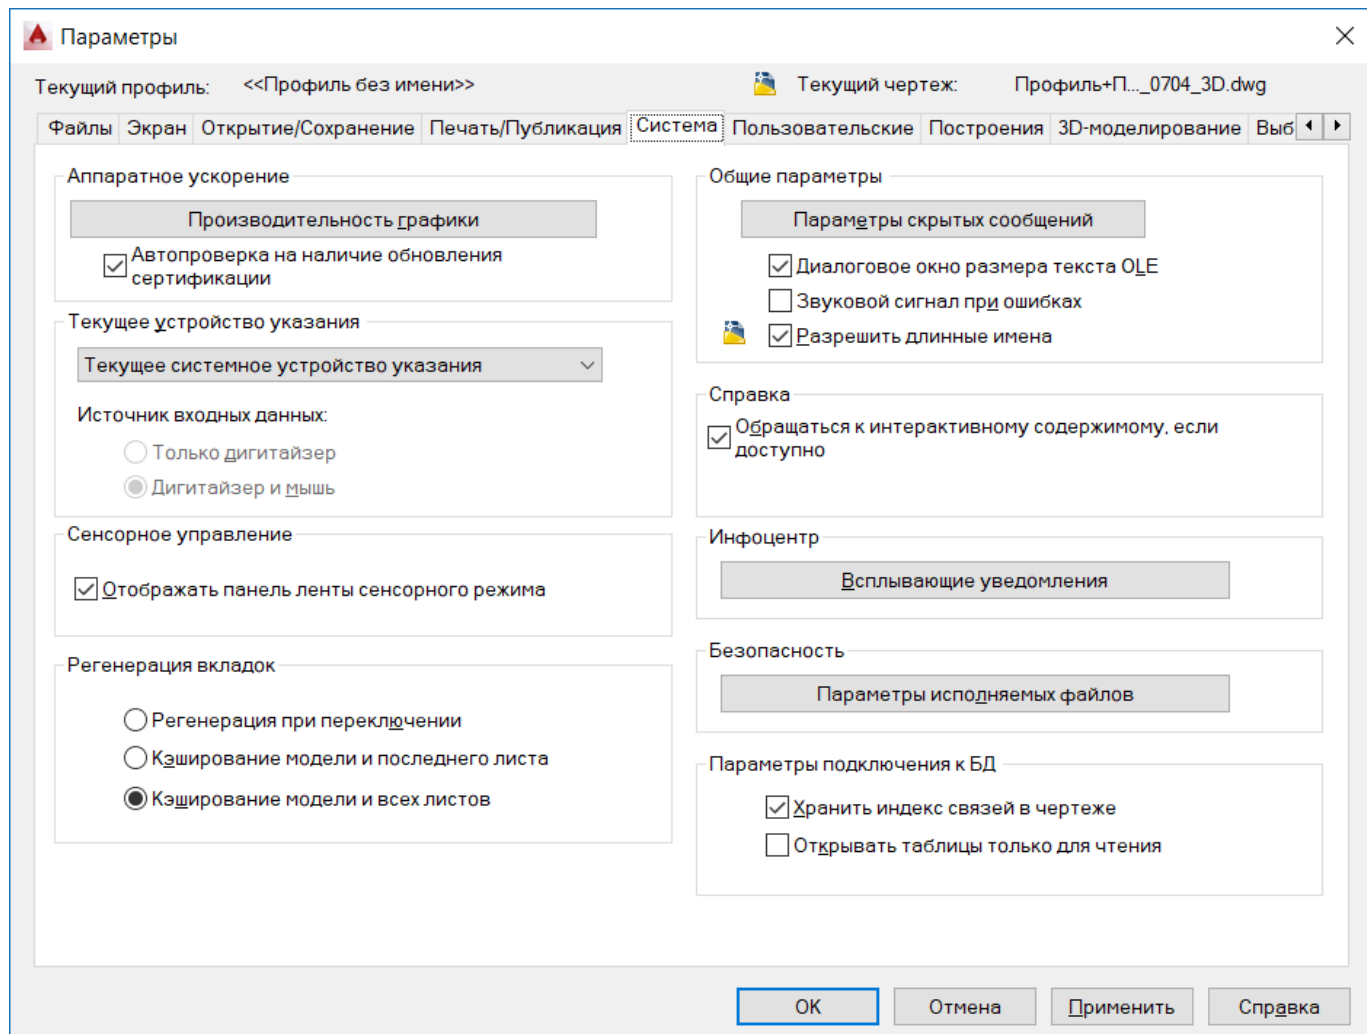 Параметры
Текущий профиль: <<Профиль без имени>> Текущий чертеж: Профиль+П..._0704_3D.dwg
Файлы Экран Открытие/Сохранение Печать/Публикация Система Пользовательские Построения 3D-моделирование Выб
Аппаратное ускорение
Производительность графики
Автопроверка на наличие обновления
сертификации
Текущее устройство указания
Текущее системное устройство указания
Источник входных данных:
Только дигитайзер
Дигитайзер и мышь
Сенсорное управление
Отображать панель ленты сенсорного режима
Регенерация вкладок
Регенерация при переключении
Кэширование модели и последнего листа
Кэширование модели и всех листов
Общие параметры
Параметры скрытых сообщений
Диалоговое окно размера текста OLE
Звуковой сигнал при ошибках
Разрешить длинные имена
Справка
Обращаться к интерактивному содержимому, если
доступно
Инфоцентр
Всплывающие уведомления
Безопасность
Параметры исполняемых файлов
Параметры подключения к БД
Хранить индекс связей в чертеже
Открывать таблицы только для чтения
OK Отмена Применить Справка